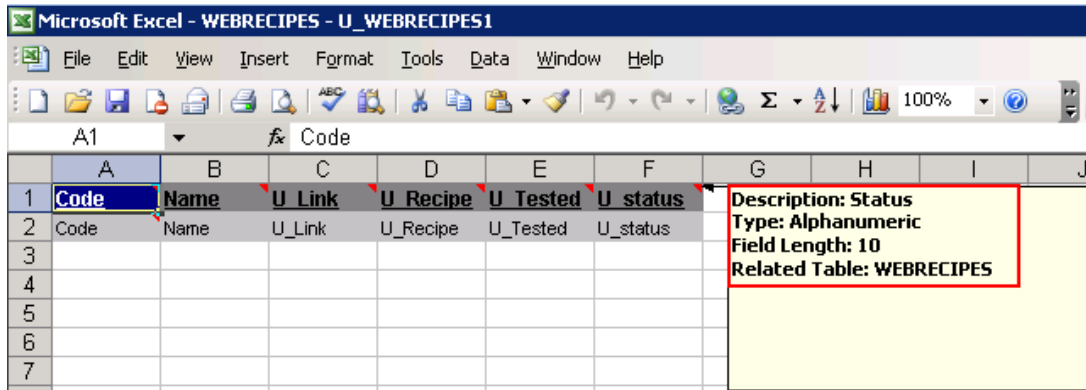 Microsoft Excel - WEBRECIPES - U_WEBRECIPES1
File Edit View Insert Format Tools Data Window Help
ABC Σ A Z 100% ?
A1 fx Code
A B C D E F G H I J
1 Code Name U_Link U_Recipe U_Tested U_status
2 Code Name U_Link U_Recipe U_Tested U_status
3
4
5
6
7
Description: Status
Type: Alphanumeric
Field Length: 10
Related Table: WEBRECIPES